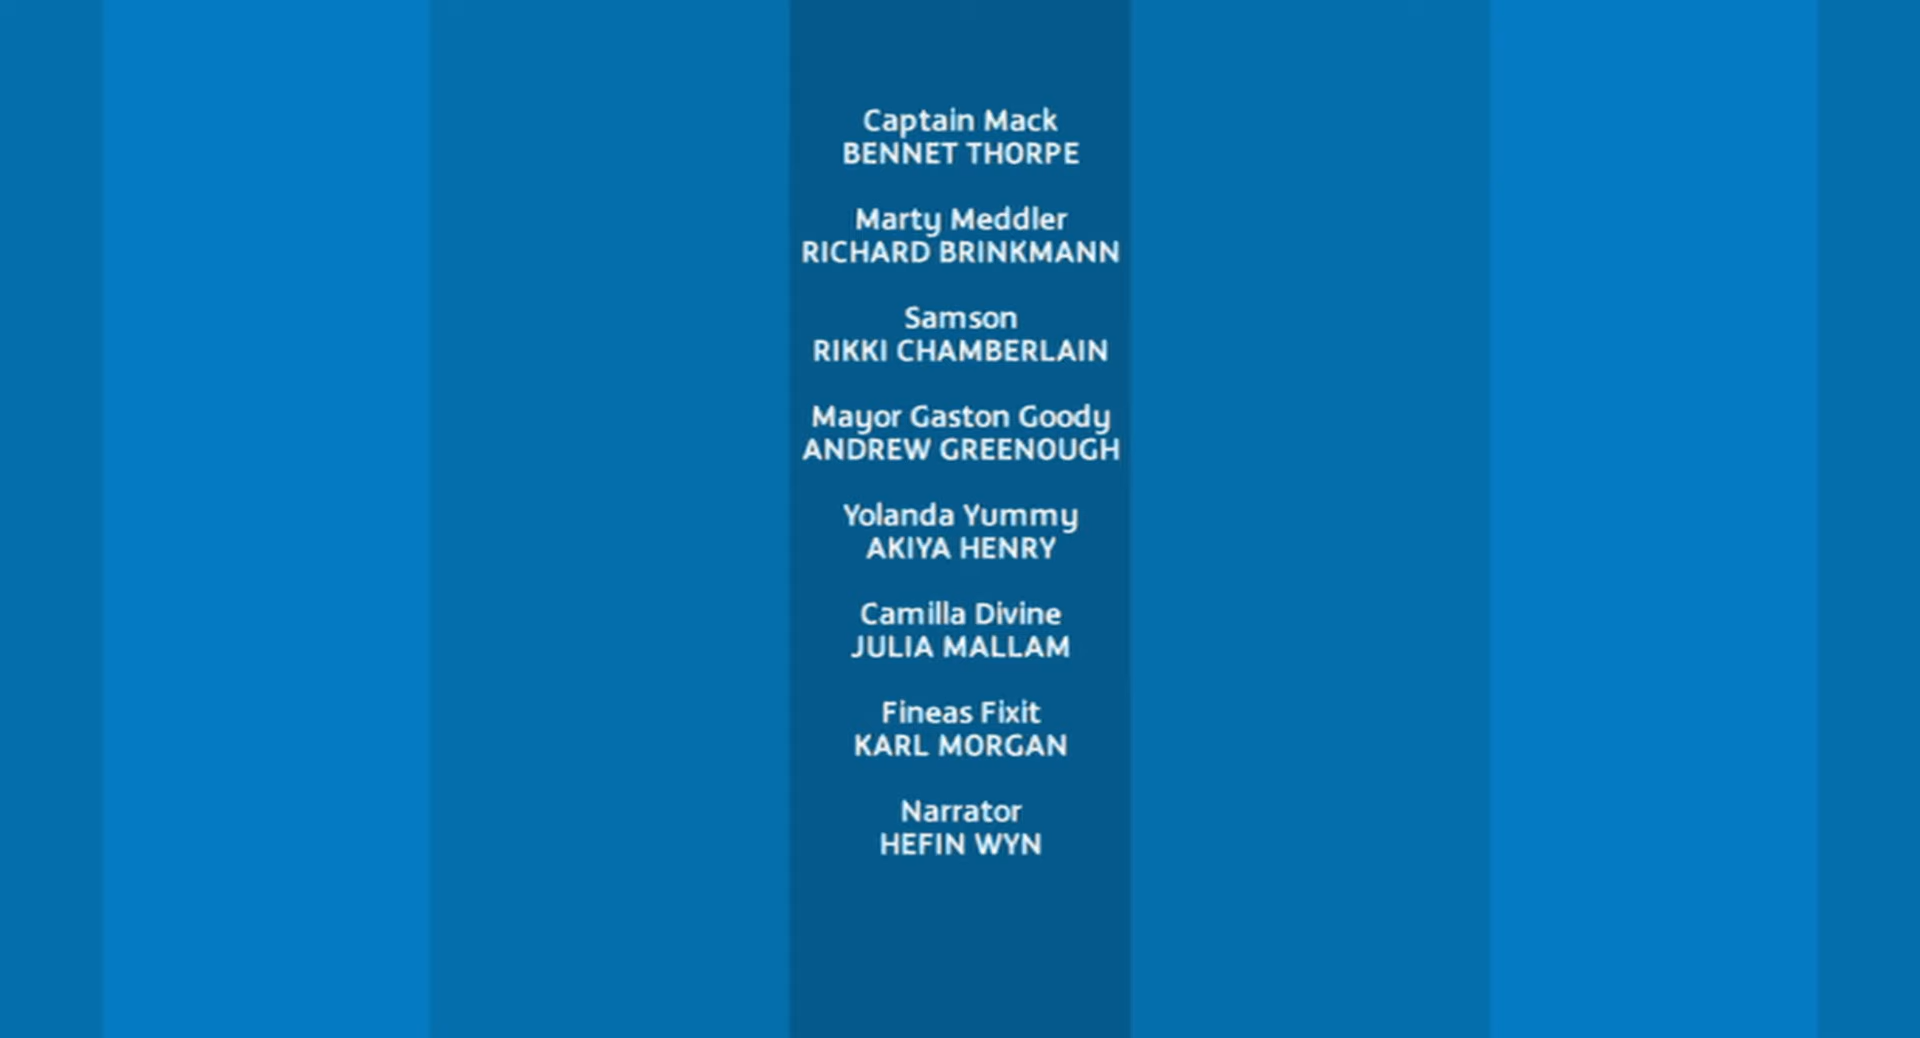 Captain Mack
BENNET THORPE
Marty Meddler
RICHARD BRINKMANN
Samson
RIKKI CHAMBERLAIN
Mayor Gaston Goody
ANDREW GREENOUGH
Yolanda Yummy
AKIYA HENRY
Camilla Divine
JULIA MALLAM
Fineas Fixit
KARL MORGAN
Narrator
HEFIN WYN